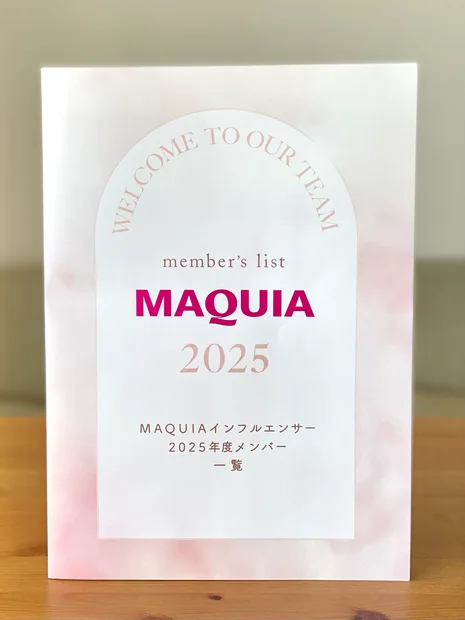 WELCOME TO OUR TEAM
member's list
MAQUIA
2025
MAQUIAインフルエンサー
2025年度メンバー
一覧